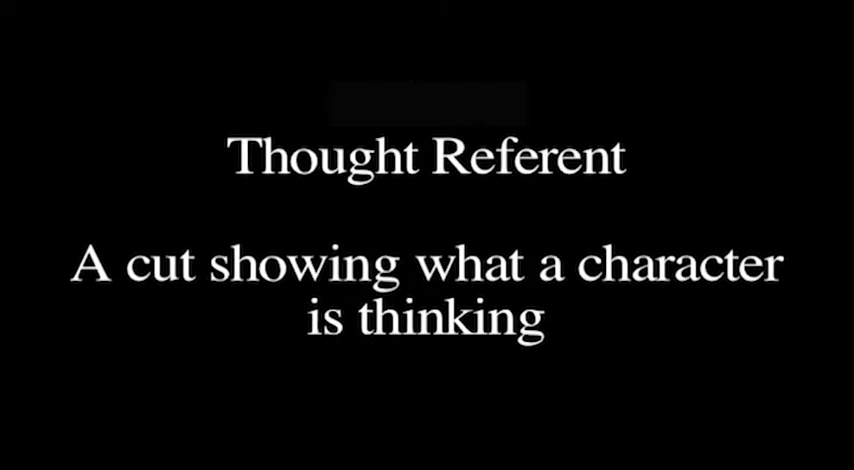 Thought Referent
A cut showing what a character
is thinking